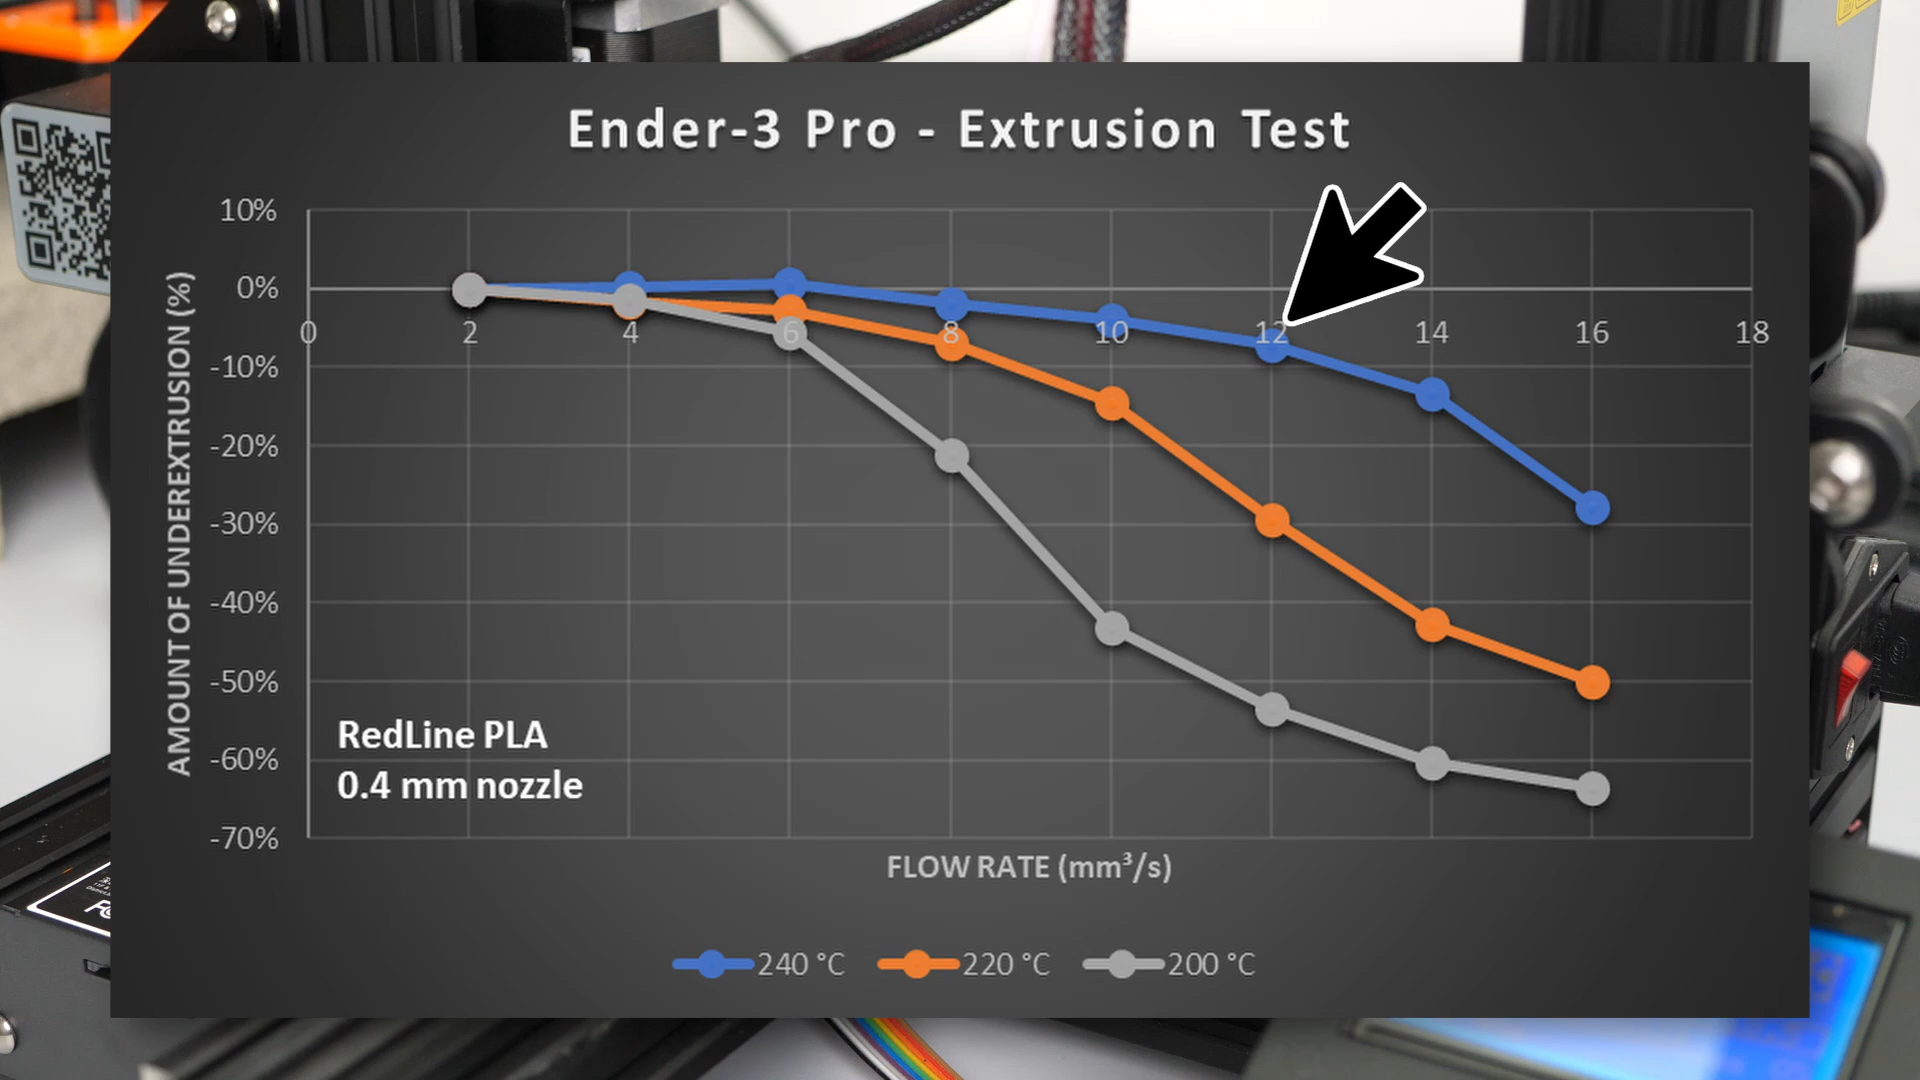 Ender-3 Pro - Extrusion Test
10%
0%
-10%
-20%
-30%
-40%
-50%
-60%
-70%
AMOUNT OF UNDEREXTRUSION (%)
0 2 4 6 8 10 12 14 16 18
RedLine PLA
0.4 mm nozzle
FLOW RATE (mm³/s)
240 °C 220 °C 200 °C